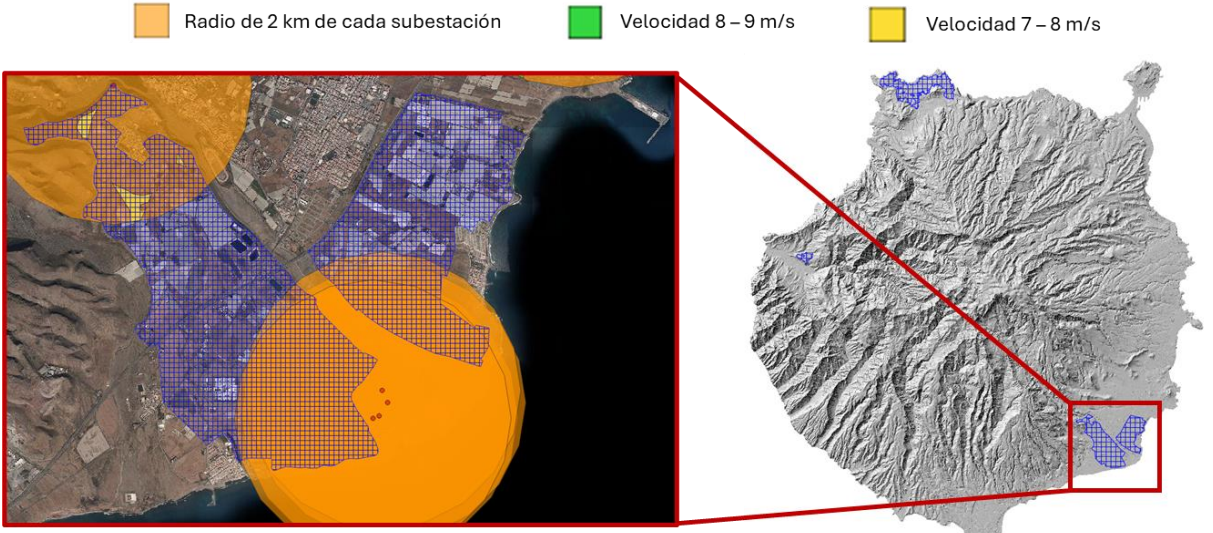 Radio de 2 km de cada subestación
Velocidad 8 – 9 m/s
Velocidad 7 – 8 m/s